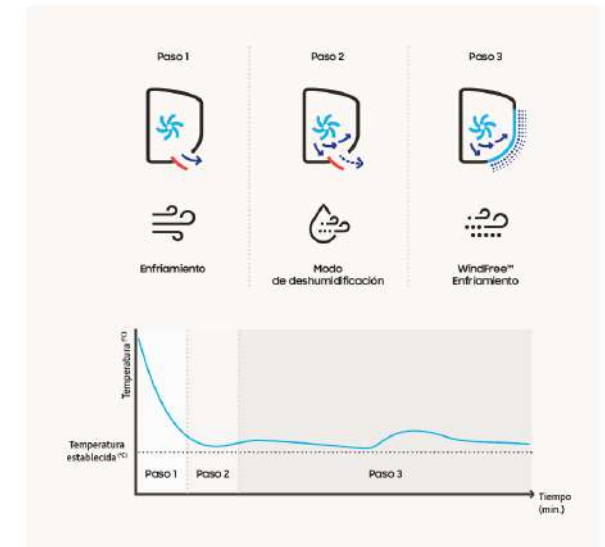 Paso 1
Paso 2
Paso 3
Enfriamiento
Modo
de deshumidificación
WindFree™
Enfriamiento
Temperatura (°C)
Temperatura
establecida (°C)
Paso 1
Paso 2
Paso 3
Tiempo
(min.)